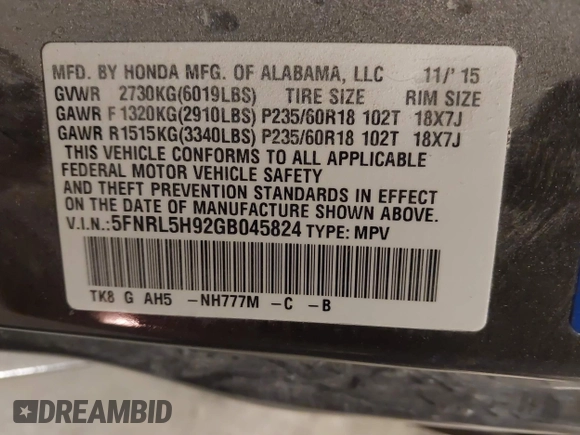 MFD. BY HONDA MFG. OF ALABAMA, LLC 11/'15
GVWR 2730KG(6019LBS) TIRE SIZE RIM SIZE
GAWR F 1320KG(2910LBS) P235/60R18 102T 18X7J
GAWR R1515KG(3340LBS) P235/60R18 102T 18X7J
THIS VEHICLE CONFORMS TO ALL APPLICABLE
FEDERAL MOTOR VEHICLE SAFETY
AND THEFT PREVENTION STANDARDS IN EFFECT
ON THE DATE OF MANUFACTURE SHOWN ABOVE.
V.I.N.:5FNRL5H92GB045824 TYPE: MPV
TK8 G AH5 -NH777M -C -B
DREAMBID